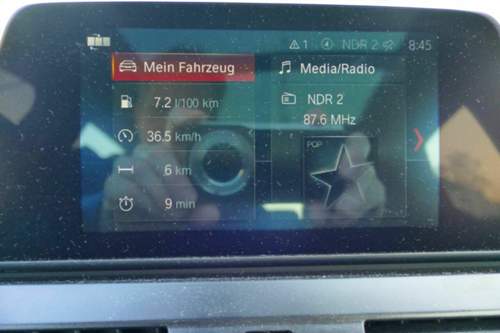 1 NDR 2 8:45
Mein Fahrzeug
Media/Radio
7.2 l/100 km
36.5 km/h
6 km
9 min
NDR 2
87.6 MHz
POP